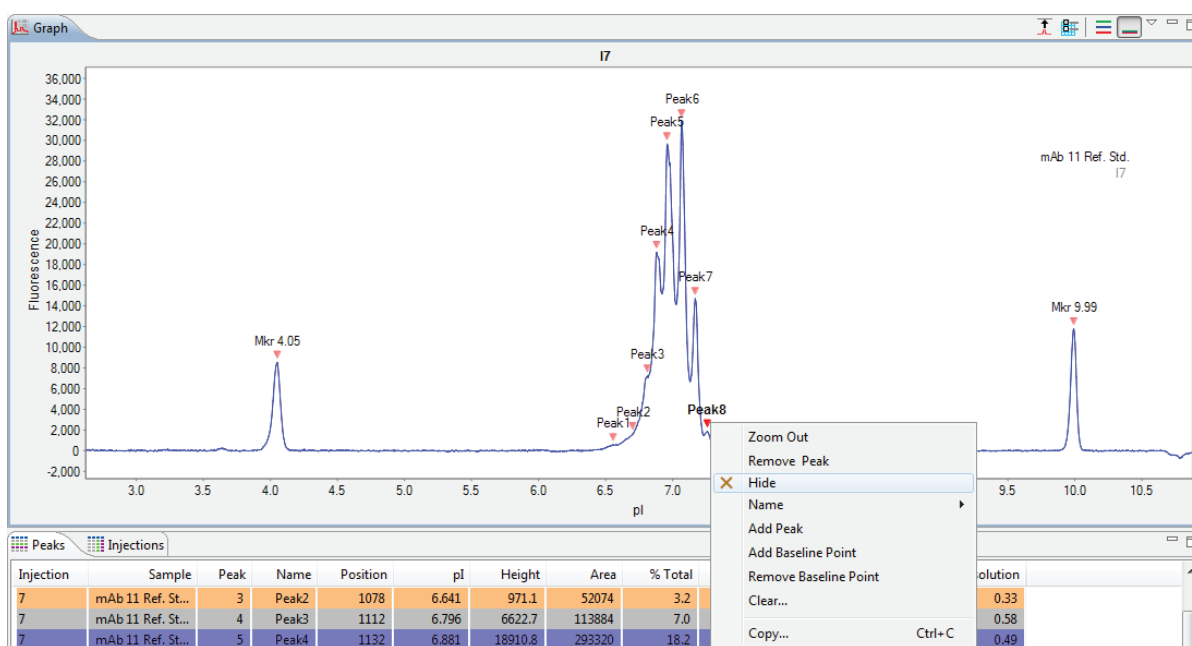 Graph
I7
36,000
34,000
32,000
30,000
28,000
26,000
24,000
22,000
20,000
18,000
16,000
14,000
12,000
10,000
8,000
6,000
4,000
2,000
0
-2,000
Fluorescence
Mkr 4.05
Peak1
Peak2
Peak3
Peak4
Peak5
Peak6
Peak7
Peak8
Mkr 9.99
mAb 11 Ref. Std.
I7
3.0 3.5 4.0 4.5 5.0 5.5 6.0 6.5 7.0 9.5 10.0 10.5
pI
Zoom Out
Remove Peak
Hide
Name
Add Peak
Add Baseline Point
Remove Baseline Point
Clear...
Copy... Ctrl+C
Peaks Injections
Injection Sample Peak Name Position pI Height Area % Total solution
7 mAb 11 Ref. St... 3 Peak2 1078 6.641 971.1 52074 3.2 0.33
7 mAb 11 Ref. St... 4 Peak3 1112 6.796 6622.7 113884 7.0 0.58
7 mAb 11 Ref. St... 5 Peak4 1132 6.881 18910.8 293320 18.2 0.49